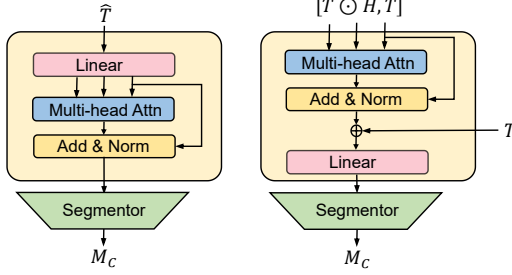 T̂
Linear
Multi-head Attn
Add & Norm
Segmentor
M_C
[T ⊙ H, T]
Multi-head Attn
Add & Norm
⊕
T
Linear
Segmentor
M_C